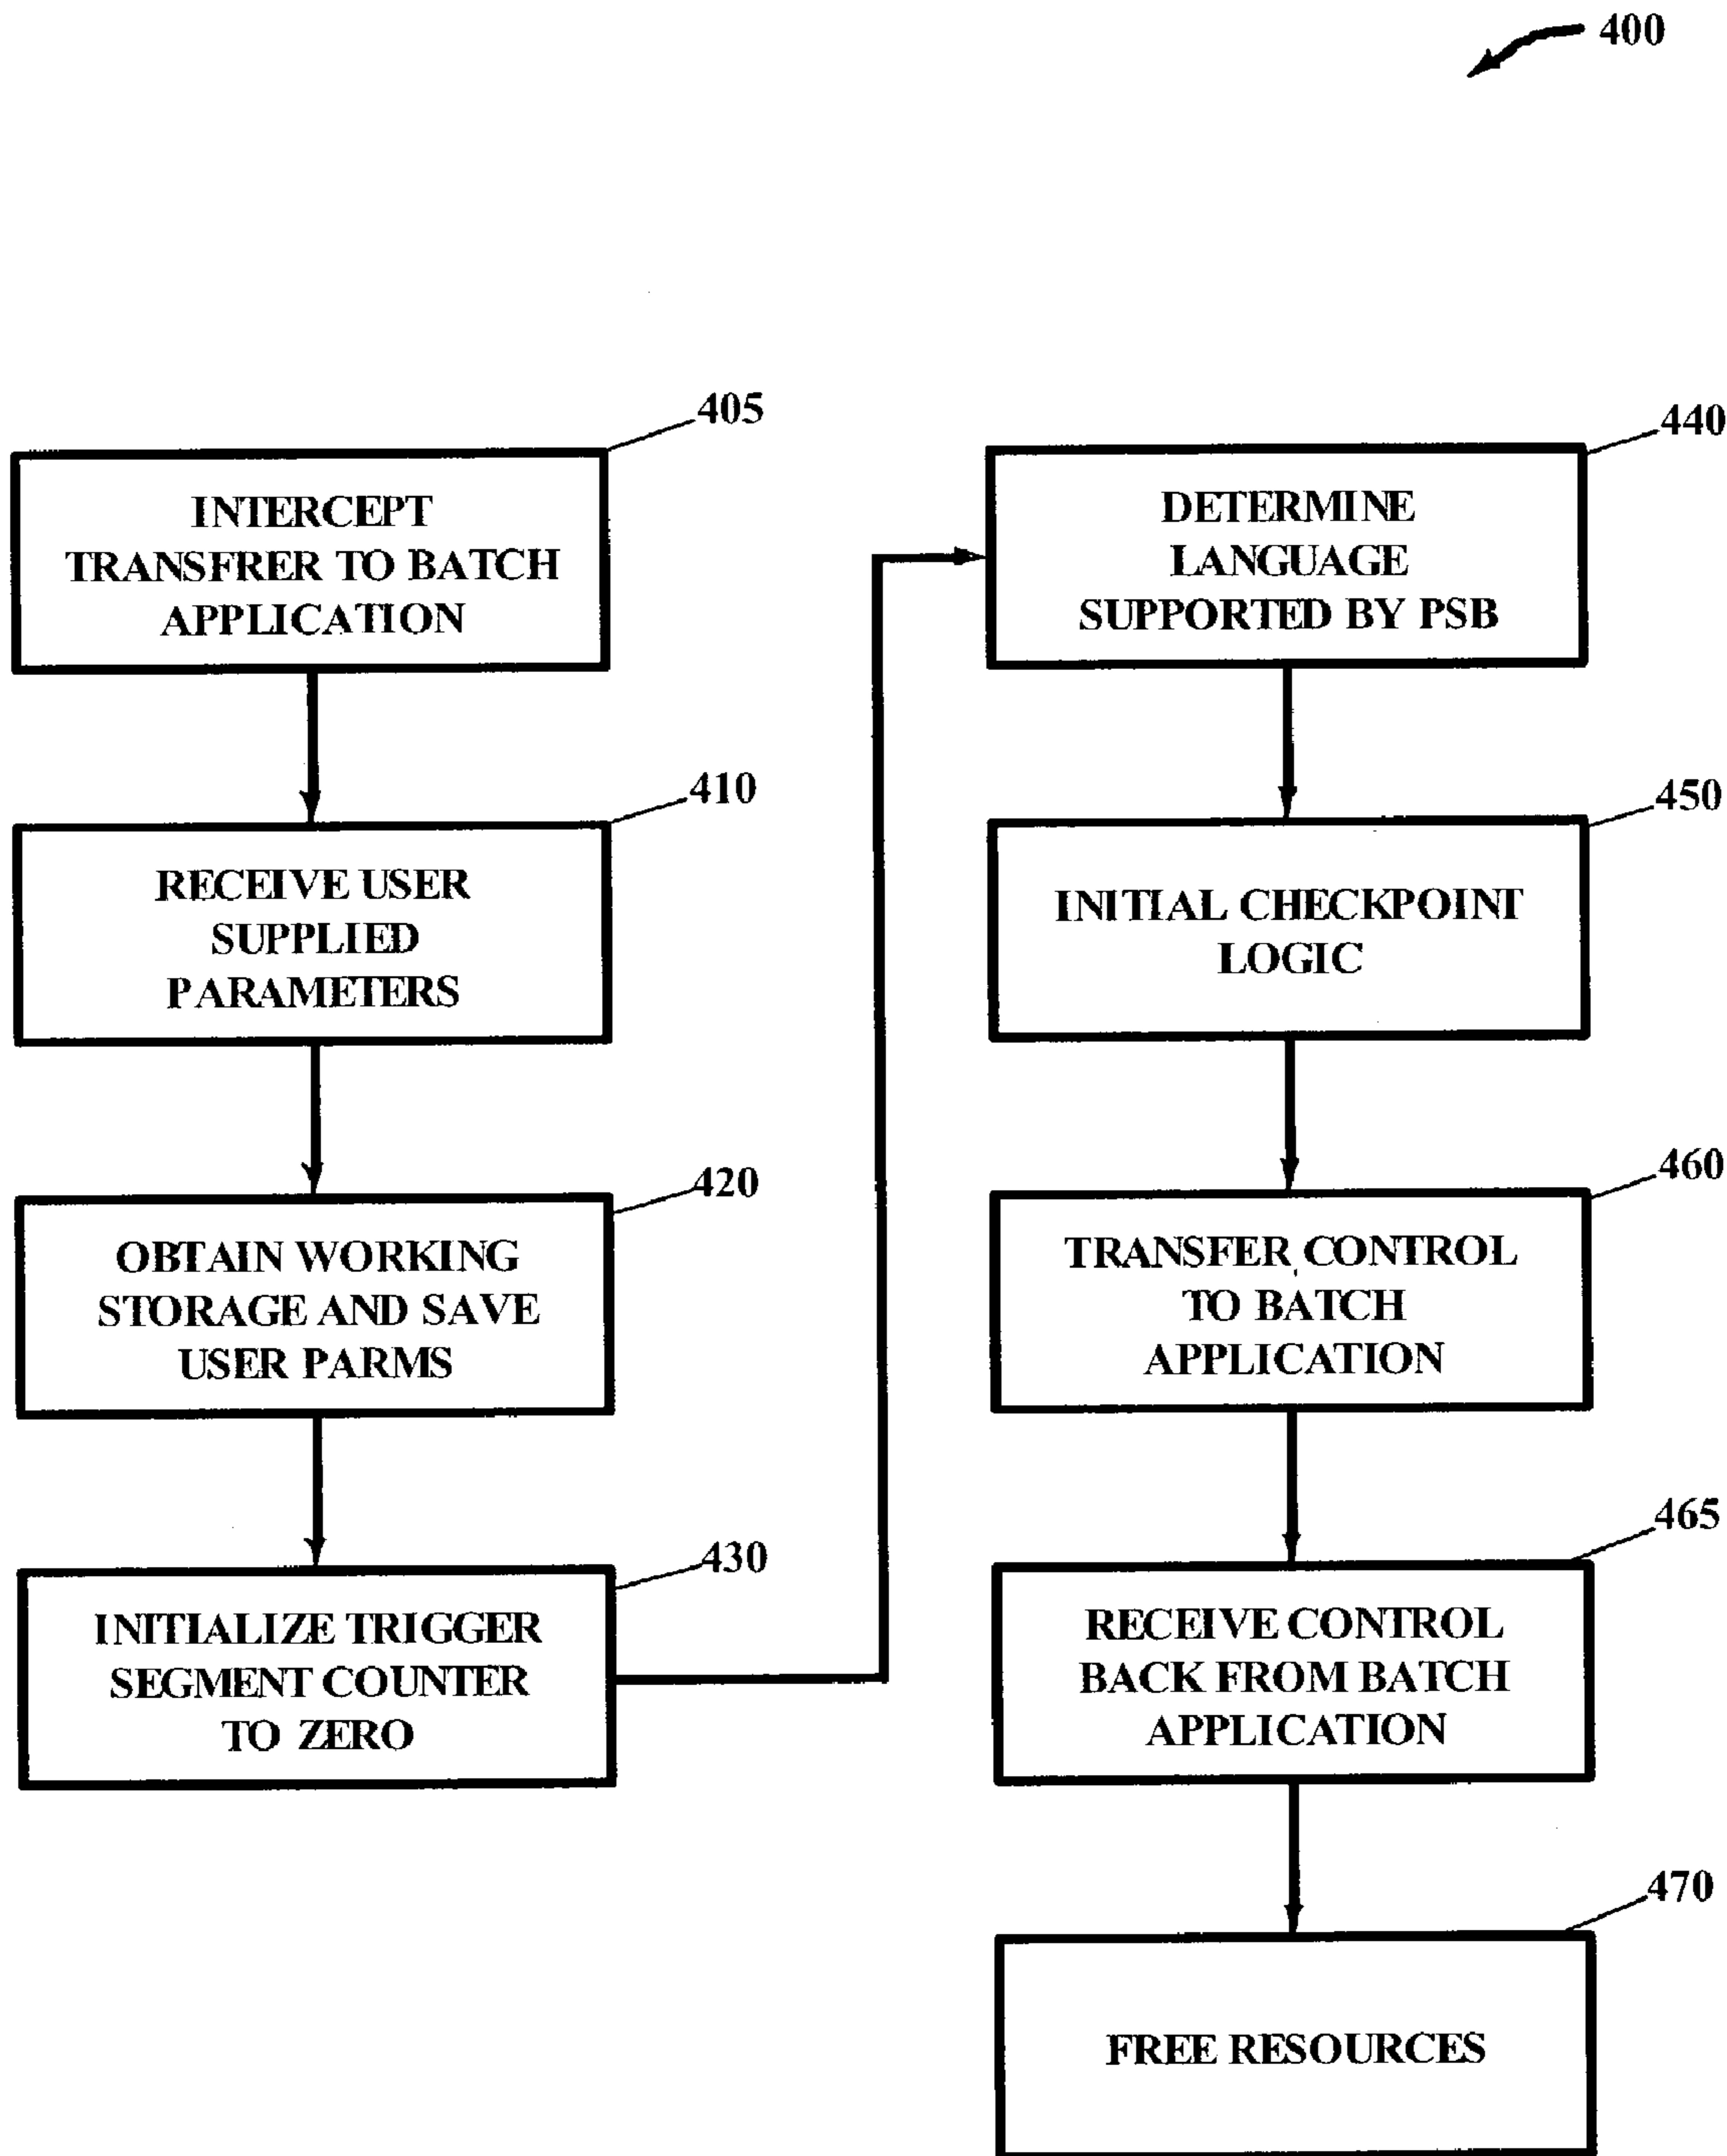 400
405
INTERCEPT
TRANSFRER TO BATCH
APPLICATION
410
RECEIVE USER
SUPPLIED
PARAMETERS
420
OBTAIN WORKING
STORAGE AND SAVE
USER PARMS
430
INITIALIZE TRIGGER
SEGMENT COUNTER
TO ZERO
440
DETERMINE
LANGUAGE
SUPPORTED BY PSB
450
INITIAL CHECKPOINT
LOGIC
460
TRANSFER CONTROL
TO BATCH
APPLICATION
465
RECEIVE CONTROL
BACK FROM BATCH
APPLICATION
470
FREE RESOURCES